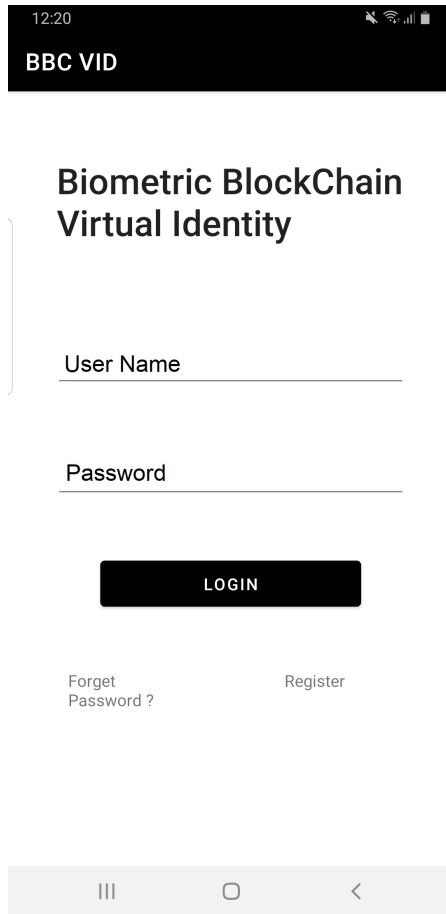 12:20
BBC VID
Biometric BlockChain
Virtual Identity
User Name
Password
LOGIN
Forget
Password ?
Register